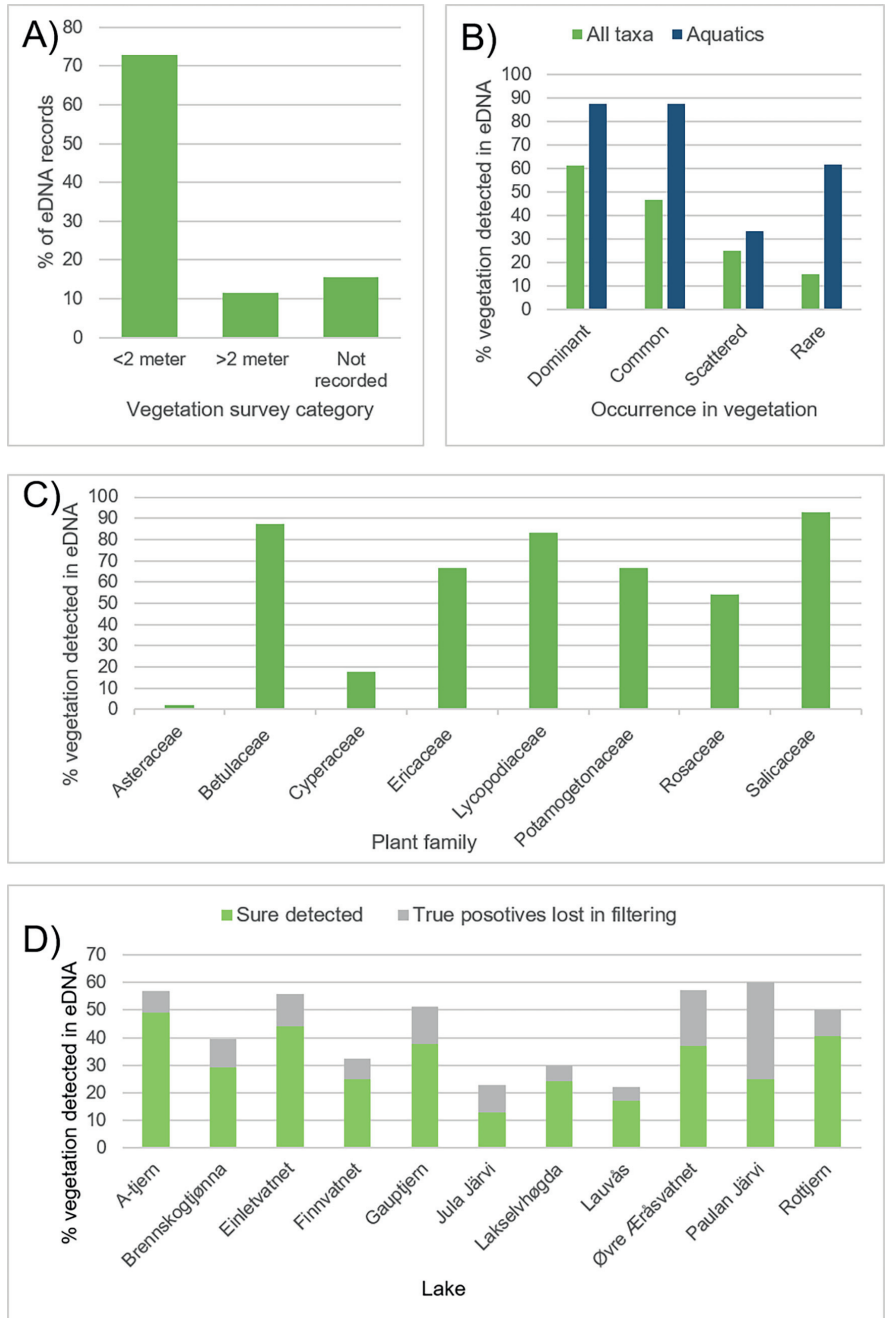 A)
% of eDNA records
80
70
60
50
40
30
20
10
0
<2 meter
>2 meter
Not recorded
Vegetation survey category
B)
All taxa
Aquatics
% vegetation detected in eDNA
100
90
80
70
60
50
40
30
20
10
0
Dominant
Common
Scattered
Rare
Occurrence in vegetation
C)
% vegetation detected in eDNA
100
90
80
70
60
50
40
30
20
10
0
Asteraceae
Betulaceae
Cyperaceae
Ericaceae
Lycopodiaceae
Potamogetonaceae
Rosaceae
Salicaceae
Plant family
D)
Sure detected
True posotives lost in filtering
% vegetation detected in eDNA
70
60
50
40
30
20
10
0
A-tjern
Brennskogtjønna
Einletvatnet
Finnvatnet
Gauptjern
Jula Järvi
Lakselvhøgda
Lauvås
Øvre Æråsvatnet
Paulan Järvi
Rottjern
Lake